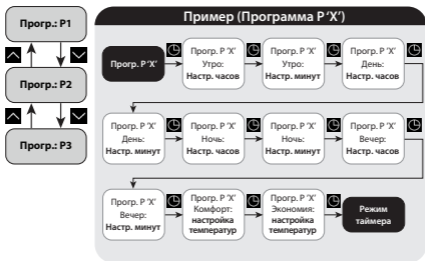 Прогр.: P1
Прогр.: P2
Прогр.: P3
Пример (Программа P ‘X’)
Прогр. P ‘X’
Прогр. P ‘X’
Утро:
Настр. часов
Прогр. P ‘X’
Утро:
Настр. минут
Прогр. P ‘X’
День:
Настр. часов
Прогр. P ‘X’
День:
Настр. минут
Прогр. P ‘X’
Ночь:
Настр. часов
Прогр. P ‘X’
Ночь:
Настр. минут
Прогр. P ‘X’
Вечер:
Настр. часов
Прогр. P ‘X’
Вечер:
Настр. минут
Прогр. P ‘X’
Комфорт:
настройка
температур
Прогр. P ‘X’
Экономия:
настройка
температур
Режим
таймера